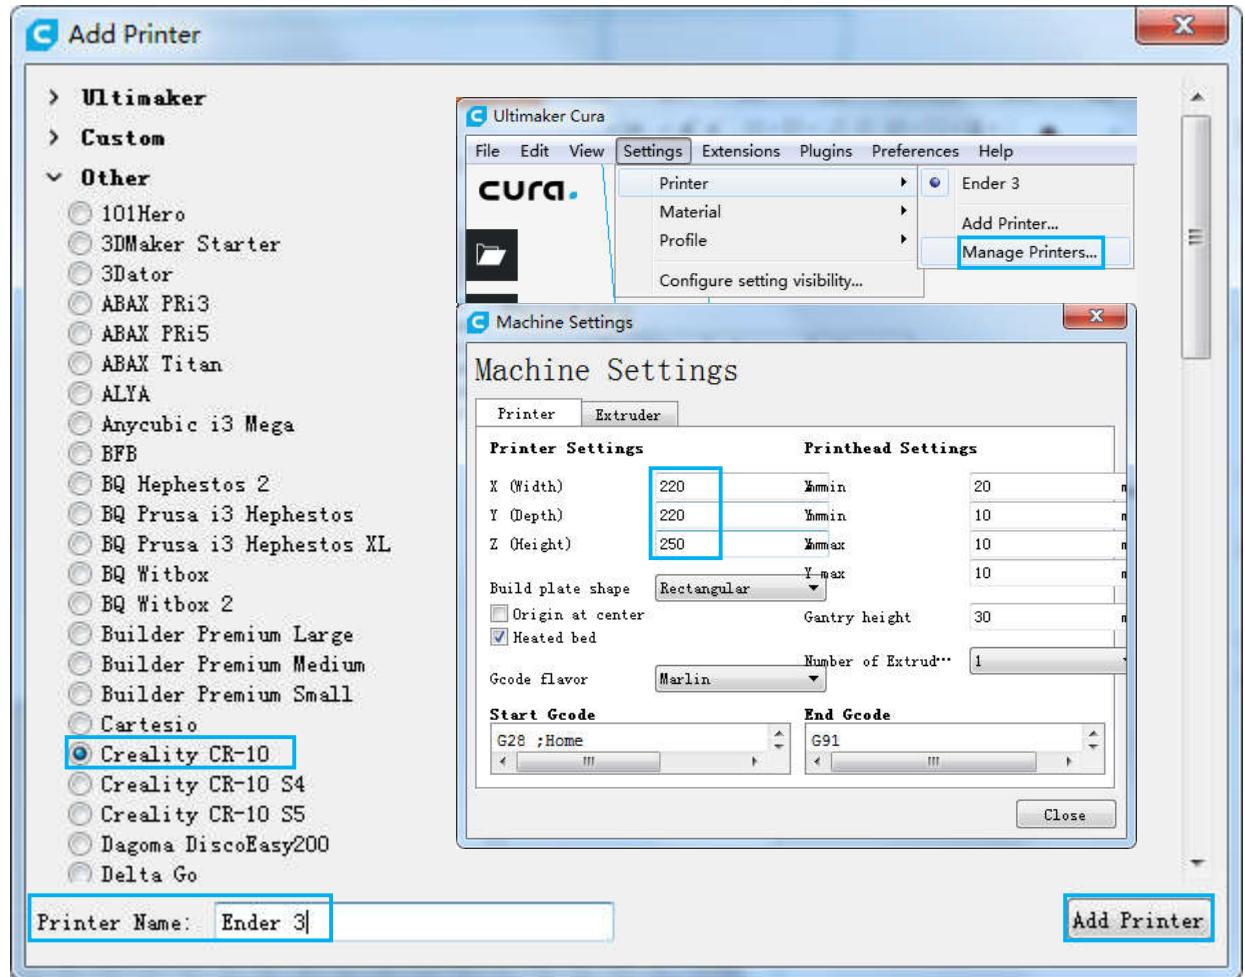 Add Printer
Ultimaker
Custom
Other
101Hero
3DMaker Starter
3Dator
ABAX PRi3
ABAX PRi5
ABAX Titan
ALYA
Anycubic i3 Mega
BFB
BQ Hephestos 2
BQ Prusa i3 Hephestos
BQ Prusa i3 Hephestos XL
BQ Witbox
BQ Witbox 2
Builder Premium Large
Builder Premium Medium
Builder Premium Small
Cartesio
Creality CR-10
Creality CR-10 S4
Creality CR-10 S5
Dagoma DiscoEasy200
Delta Go
Printer Name: Ender 3
Add Printer
Ultimaker Cura
File Edit View Settings Extensions Plugins Preferences Help
cura.
Printer
Material
Profile
Configure setting visibility...
Ender 3
Add Printer...
Manage Printers...
Machine Settings
Machine Settings
Printer Extruder
Printer Settings
X (Width) 220
Y (Depth) 220
Z (Height) 250
Build plate shape Rectangular
Origin at center
Heated bed
Gcode flavor Marlin
Start Gcode
G28 ;Home
Printhead Settings
20
10
10
Y max 10
Gantry height 30
Number of Extrud… 1
End Gcode
G91
Close